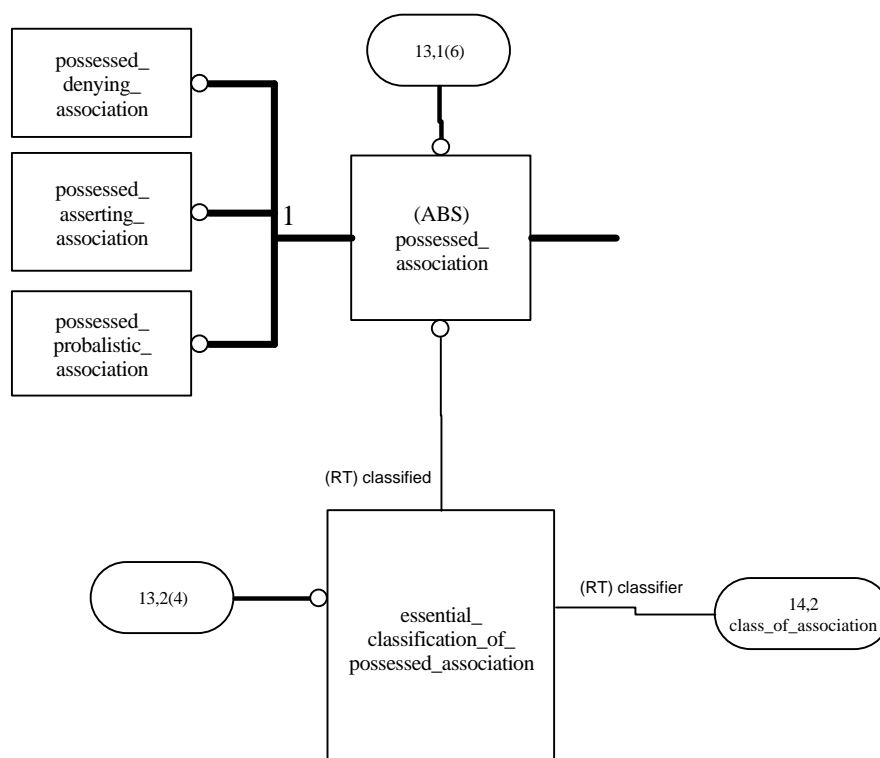 13,1(6)
possessed_
denying_
association
possessed_
asserting_
association
1
(ABS)
possessed_
association
possessed_
probalistic_
association
(RT) classified
13,2(4)
essential_
classification_of_
possessed_association
(RT) classifier
14,2
class_of_association